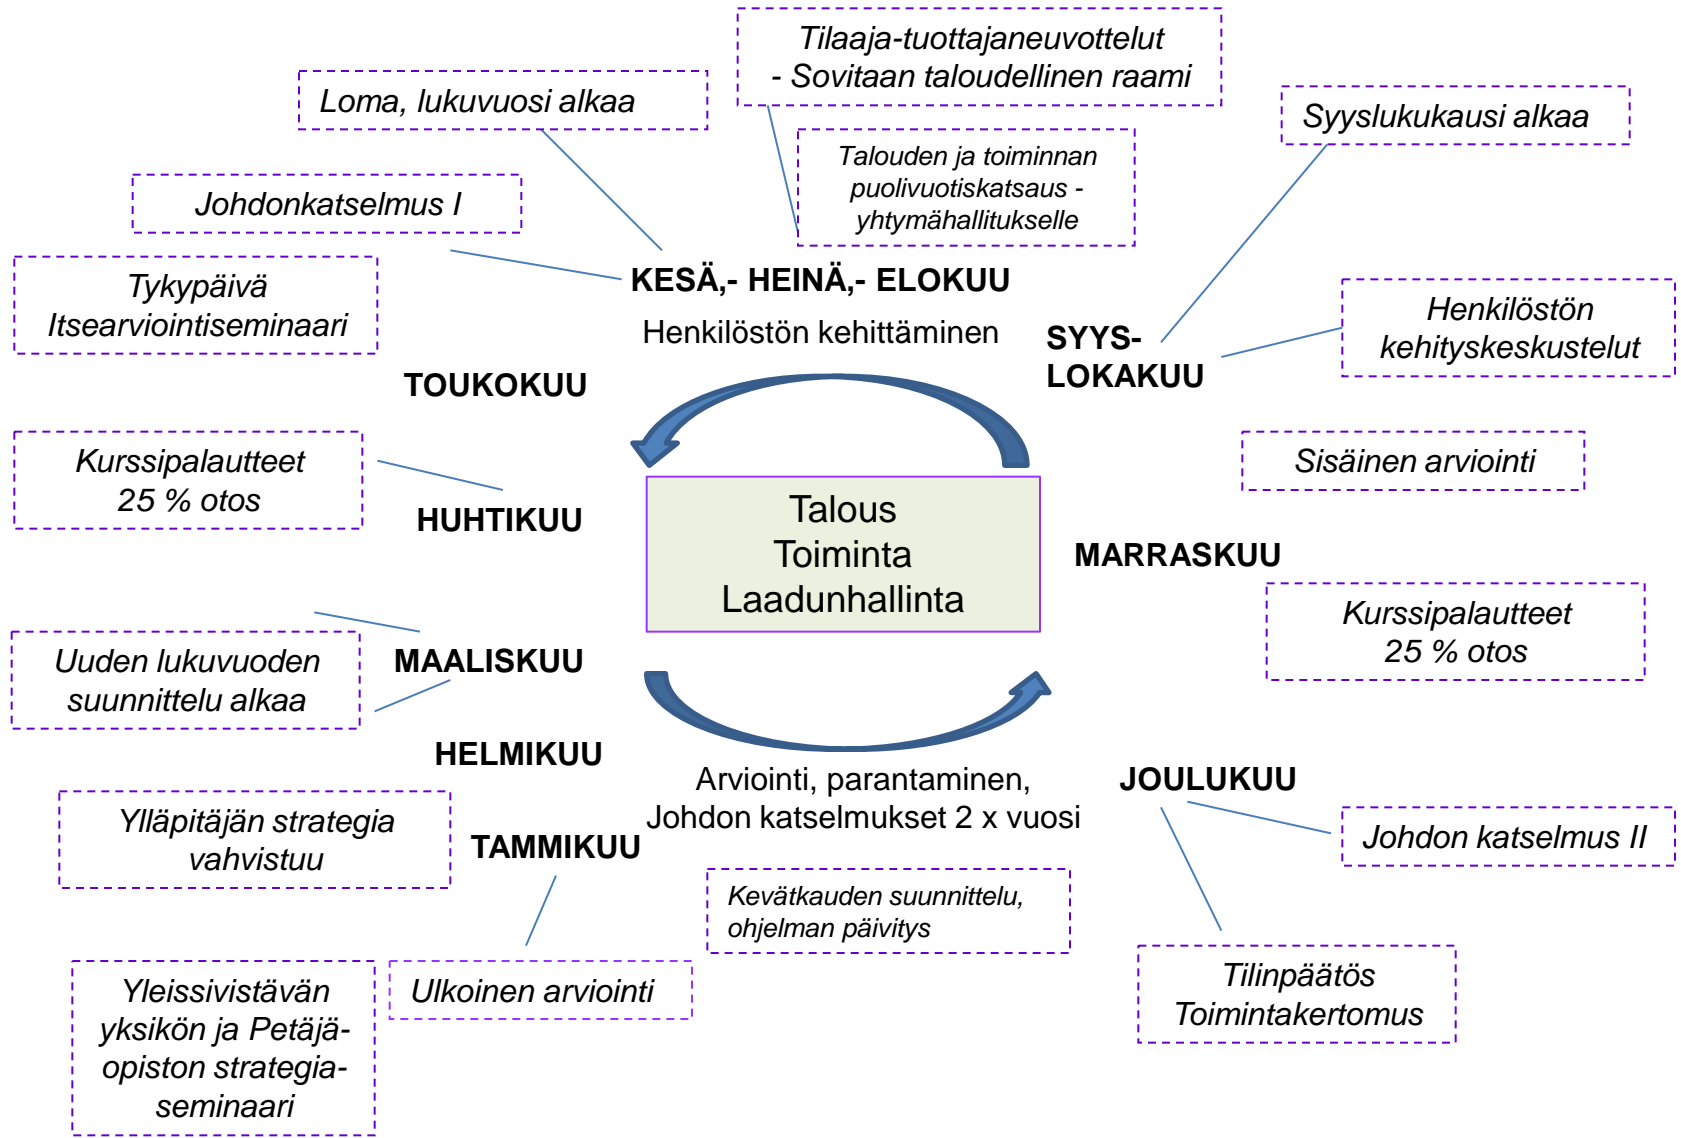 Tilaaja-tuottajaneuvottelut
- Sovitaan taloudellinen raami
Loma, lukuvuosi alkaa
Syyslukukausi alkaa
Talouden ja toiminnan
puolivuotiskatsaus -
yhtymähallitukselle
Johdonkatselmus I
Tykypäivä
Itsearviointiseminaari
KESÄ,- HEINÄ,- ELOKUU
Henkilöstön kehittäminen
SYYS-
LOKAKUU
Henkilöstön
kehityskeskustelut
TOUKOKUU
Kurssipalautteet
25 % otos
HUHTIKUU
Sisäinen arviointi
Talous
Toiminta
Laadunhallinta
MARRASKUU
Kurssipalautteet
25 % otos
Uuden lukuvuoden
suunnittelu alkaa
MAALISKUU
HELMIKUU
Arviointi, parantaminen,
Johdon katselmukset 2 x vuosi
JOULUKUU
Ylläpitäjän strategia
vahvistuu
TAMMIKUU
Johdon katselmus II
Kevätkauden suunnittelu,
ohjelman päivitys
Yleissivistävän
yksikön ja Petäjä-
opiston strategia-
seminaari
Ulkoinen arviointi
Tilinpäätös
Toimintakertomus